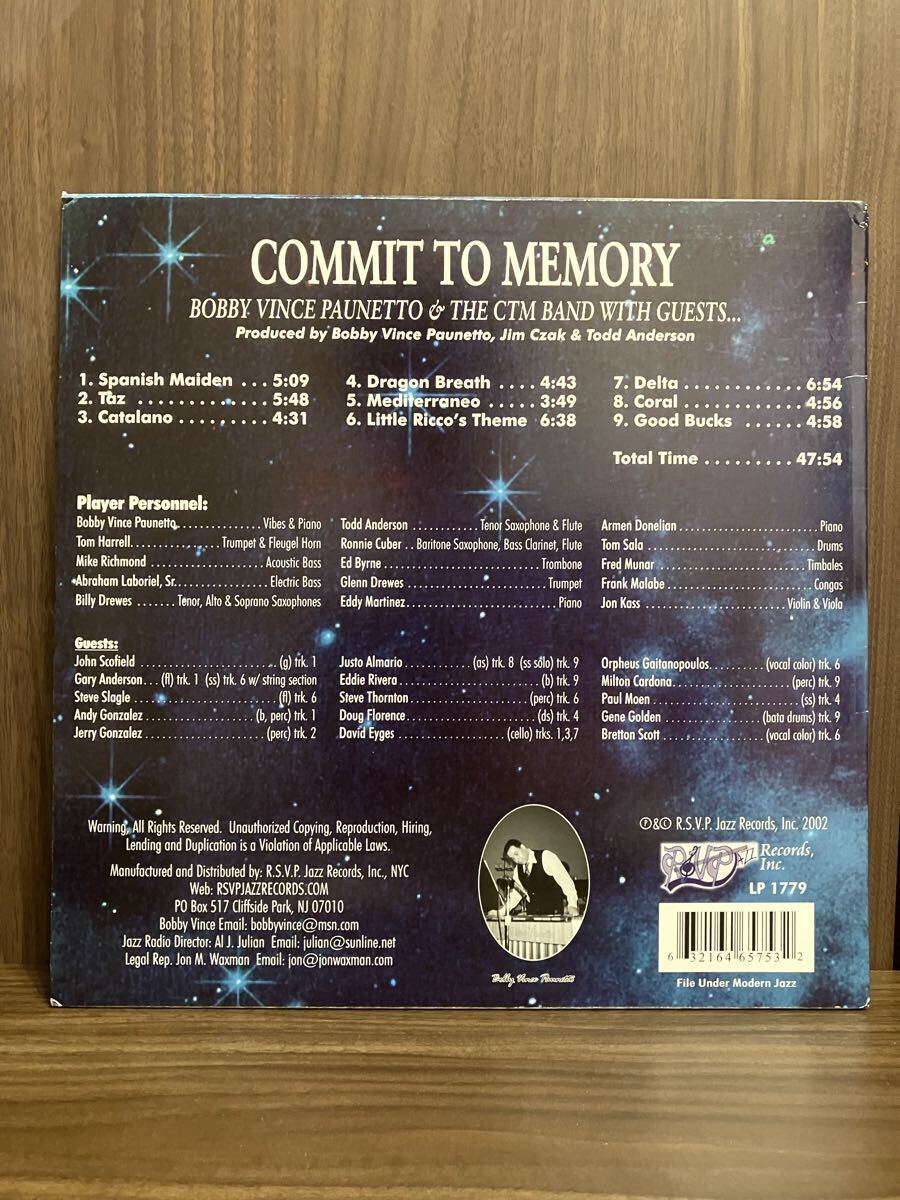 COMMIT TO MEMORY
BOBBY VINCE PAUNETTO & THE CTM BAND WITH GUESTS...
Produced by Bobby Vince Paunetto, Jim Czak & Todd Anderson
1. Spanish Maiden ... 5:09
2. Taz ............. 5:48
3. Catalano ......... 4:31
4. Dragon Breath .... 4:43
5. Mediterraneo ..... 3:49
6. Little Ricco's Theme 6:38
7. Delta ............ 6:54
8. Coral ............ 4:56
9. Good Bucks ...... 4:58
Total Time ......... 47:54
Player Personnel:
Bobby Vince Paunetto ............... Vibes & Piano
Tom Harrell ............... Trumpet & Fleugel Horn
Mike Richmond ............... Acoustic Bass
Abraham Laboriel, Sr. ............... Electric Bass
Billy Drewes ....... Tenor, Alto & Soprano Saxophones
Todd Anderson ........... Tenor Saxophone & Flute
Ronnie Cuber .. Baritone Saxophone, Bass Clarinet, Flute
Ed Byrne ............... Trombone
Glenn Drewes ............... Trumpet
Eddy Martinez ............... Piano
Armen Donelian ............... Piano
Tom Sala ............... Drums
Fred Munar ............... Timbales
Frank Malabe ............... Congas
Jon Kass ............... Violin & Viola
Guests:
John Scofield ............... (g) trk. 1
Gary Anderson... (fl) trk. 1 (ss) trk. 6 w/ string section
Steve Slagle ............... (fl) trk. 6
Andy Gonzalez ............... (b, perc) trk. 1
Jerry Gonzalez ............... (perc) trk. 2
Justo Almario ............ (as) trk. 8 (ss solo) trk. 9
Eddie Rivera ............... (b) trk. 9
Steve Thornton ............... (perc) trk. 6
Doug Florence ............... (ds) trk. 4
David Eyges ............... (cello) trks. 1,3,7
Orpheus Gaitanopoulos ......... (vocal color) trk. 6
Milton Cardona ............... (perc) trk. 9
Paul Moen ............... (ss) trk. 4
Gene Golden ............... (bata drums) trk. 9
Bretton Scott ............... (vocal color) trk. 6
Warning, All Rights Reserved. Unauthorized Copying, Reproduction, Hiring,
Lending and Duplication is a Violation of Applicable Laws.
Manufactured and Distributed by: R.S.V.P. Jazz Records, Inc., NYC
Web: RSVPJAZZRECORDS.COM
PO Box 517 Cliffside Park, NJ 07010
Bobby Vince Email: bobbyvince@msn.com
Jazz Radio Director: Al J. Julian Email: julian@sunline.net
Legal Rep. Jon M. Waxman Email: jon@jonwaxman.com
Bobby Vince Paunetto
℗&© R.S.V.P. Jazz Records, Inc. 2002
RSVP Jazz Records,
Inc.
LP 1779
6 32164 65753 2
File Under Modern Jazz